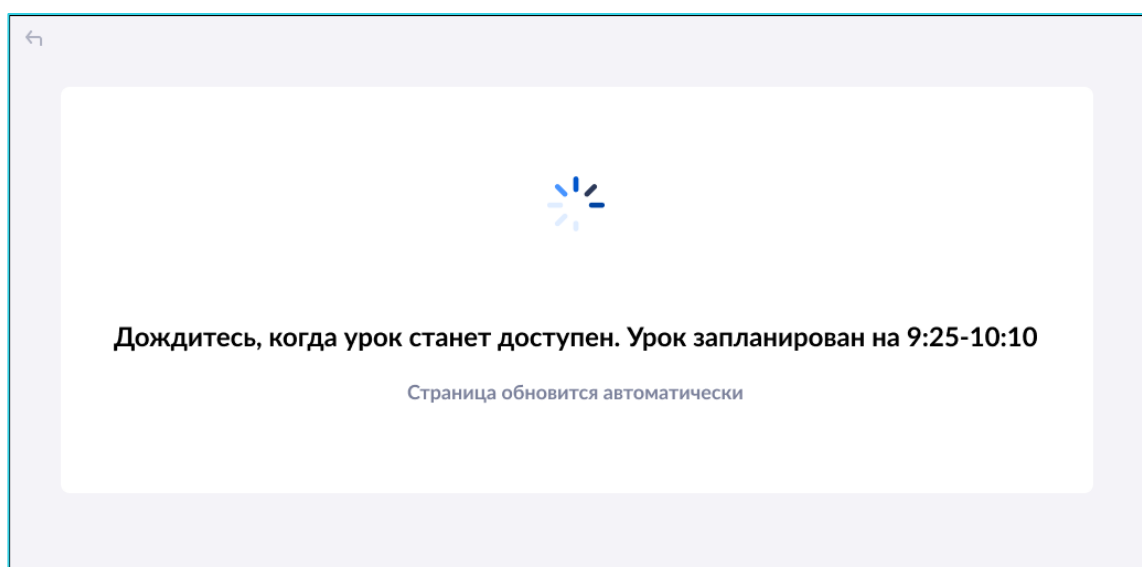 Дождитесь, когда урок станет доступен. Урок запланирован на 9:25-10:10
Страница обновится автоматически